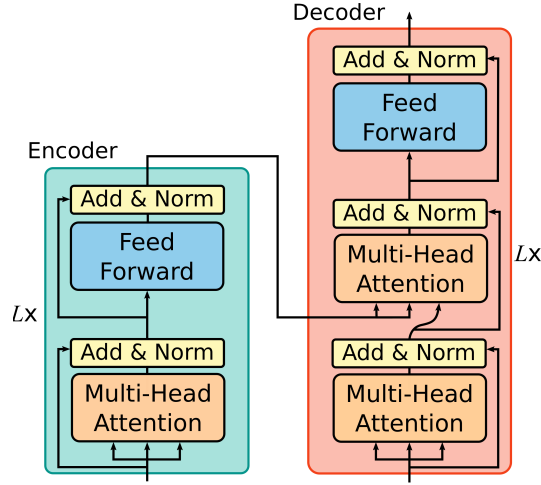 Decoder
Add & Norm
Feed
Forward
Add & Norm
Multi-Head
Attention
Lx
Add & Norm
Multi-Head
Attention
Encoder
Add & Norm
Feed
Forward
Lx
Add & Norm
Multi-Head
Attention